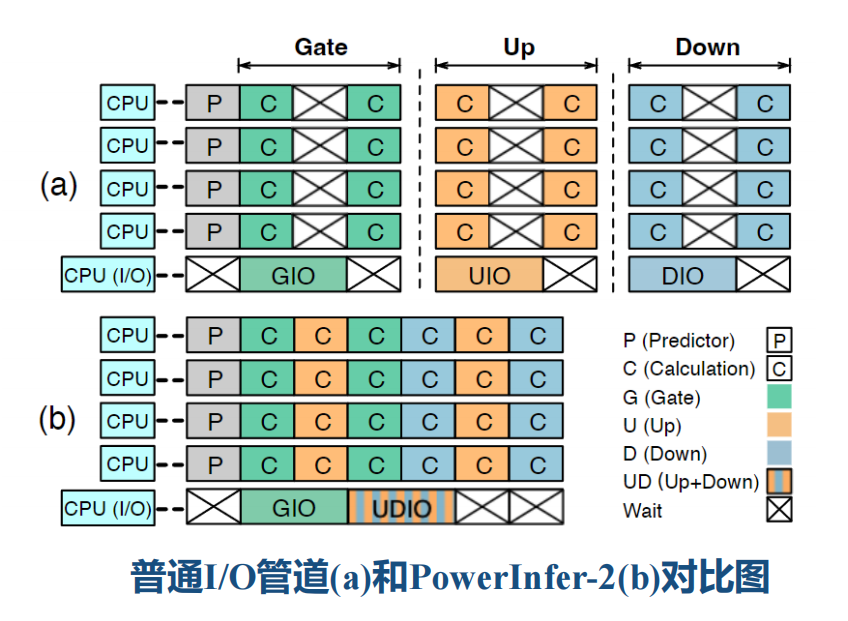 Gate Up Down
CPU P C C C C C C
CPU P C C C C C C
(a)
CPU P C C C C C C
CPU P C C C C C C
CPU (I/O) GIO UIO DIO
CPU P C C C C C C
CPU P C C C C C C
(b)
CPU P C C C C C C
CPU P C C C C C C
CPU (I/O) GIO UDIO
P (Predictor) P
C (Calculation) C
G (Gate)
U (Up)
D (Down)
UD (Up+Down)
Wait
普通I/O管道(a)和PowerInfer-2(b)对比图